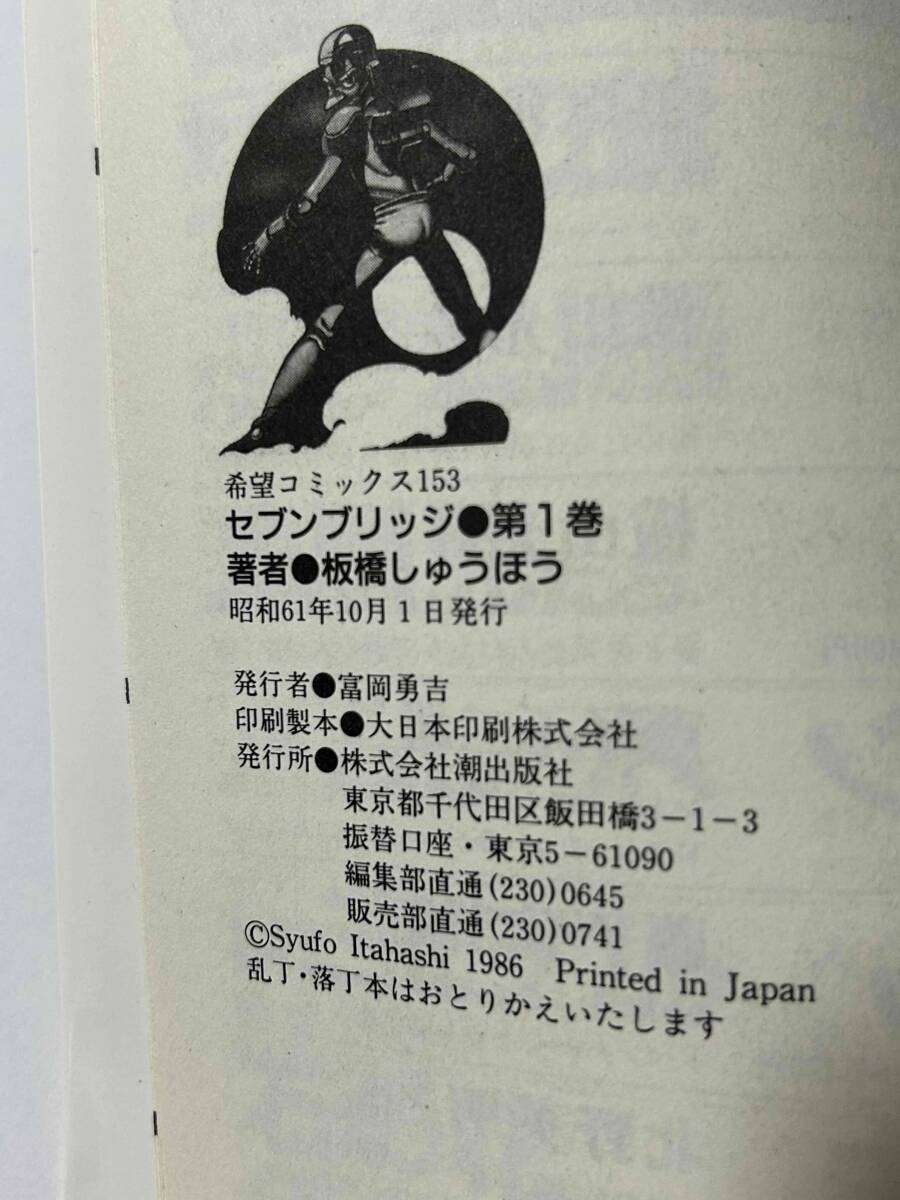 希望コミックス153
セブンブリッジ●第1巻
著者●板橋しゅうほう
昭和61年10月1日発行
発行者●富岡勇吉
印刷製本●大日本印刷株式会社
発行所●株式会社潮出版社
東京都千代田区飯田橋3-1-3
振替口座・東京5-61090
編集部直通(230)0645
販売部直通(230)0741
©Syufo Itahashi 1986 Printed in Japan
乱丁・落丁本はおとりかえいたします